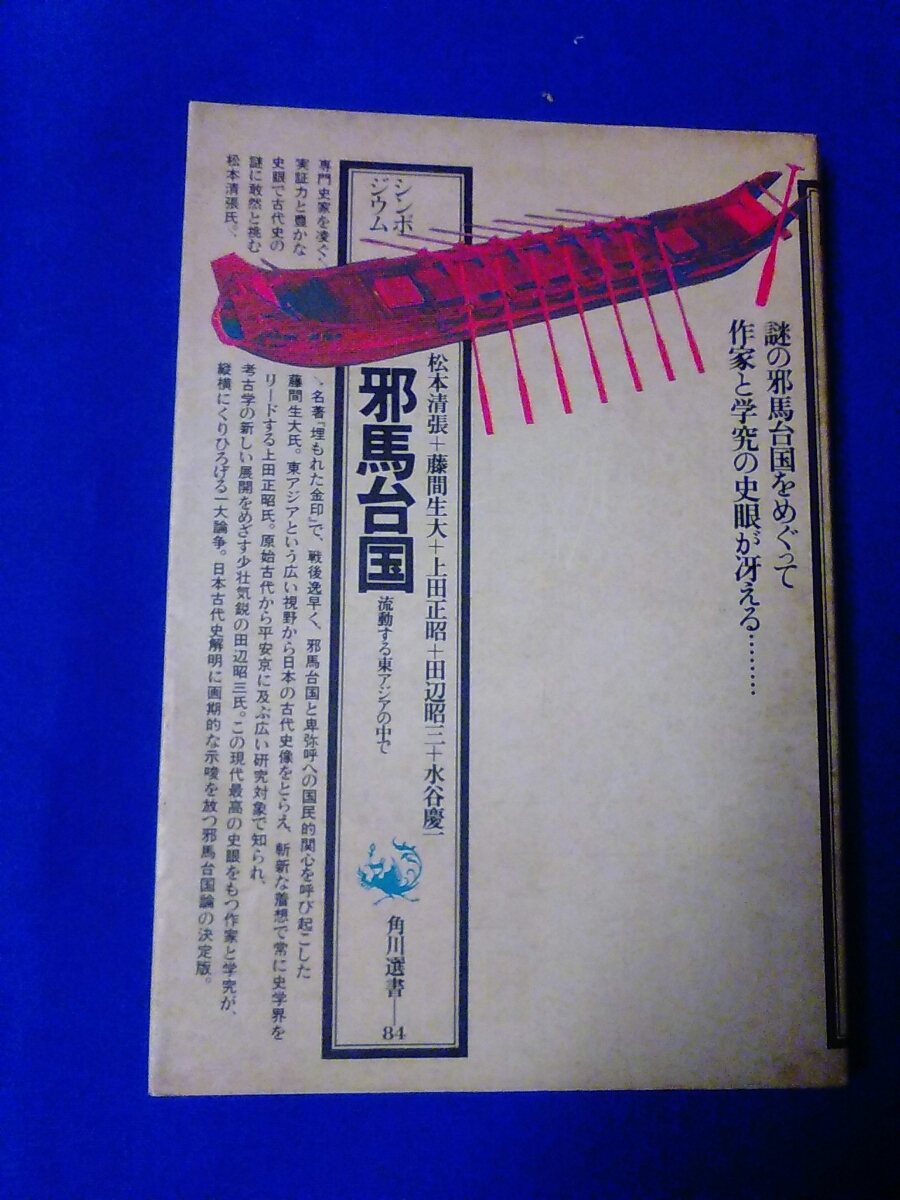 謎の邪馬台国をめぐって
作家と学究の史眼が冴える………
シンポ
ジウム
松本清張+藤間生大+上田正昭+田辺昭三+水谷慶一
邪馬台国
流動する東アジアの中で
角川選書—84
専門史家を凌ぐ
実証力と豊かな
史眼で古代史の
謎に敢然と挑む
松本清張氏。
名著『埋もれた金印』で、戦後逸早く、邪馬台国と卑弥呼への国民的関心を呼び起こした
藤間生大氏。東アジアという広い視野から日本の古代史像をとらえ、斬新な着想で常に史学界を
リードする上田正昭氏。原始古代から平安京に及ぶ広い研究対象で知られ、
考古学の新しい展開をめざす少壮気鋭の田辺昭三氏。この現代最高の史眼をもつ作家と学究が、
縦横にくりひろげる一大論争。日本古代史解明に画期的な示唆を放つ邪馬台国論の決定版。